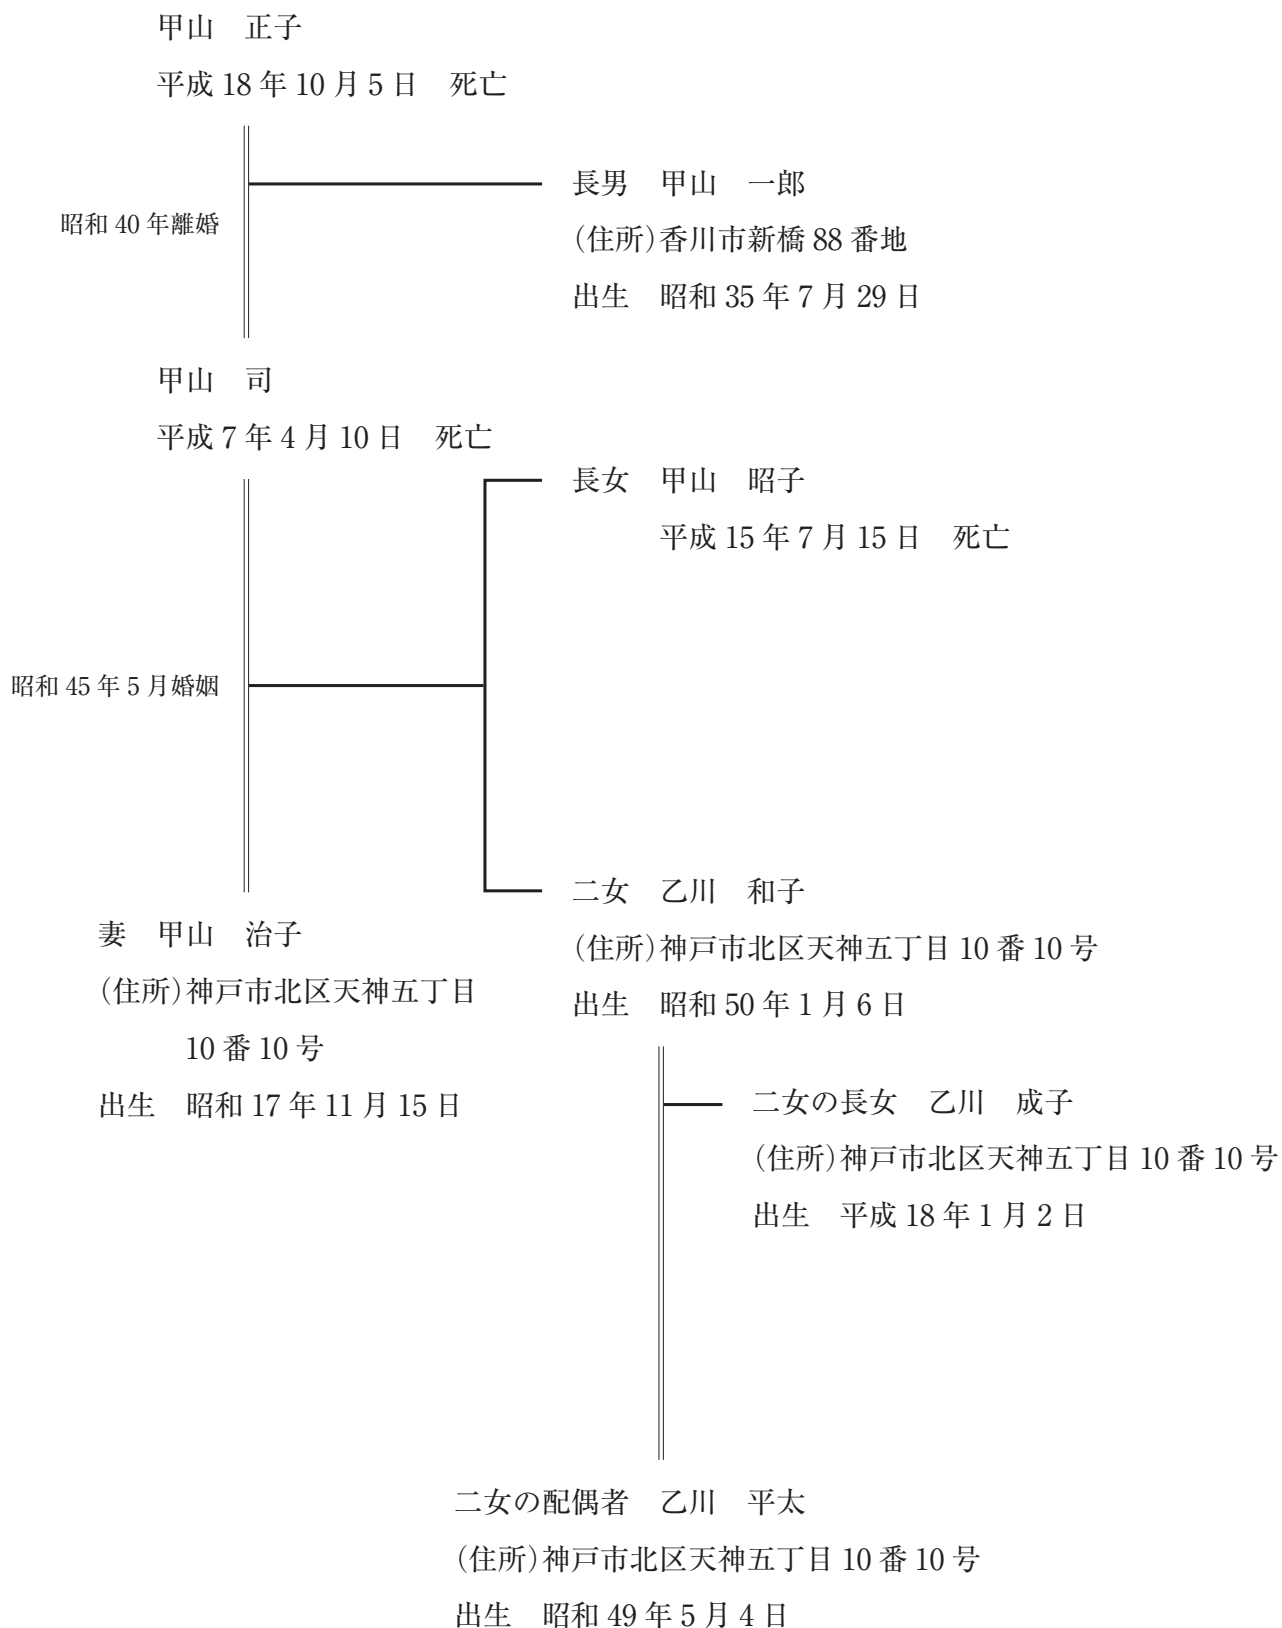 甲山　正子
平成 18 年 10 月 5 日　死亡
昭和 40 年離婚
長男　甲山　一郎
（住所）香川市新橋 88 番地
出生　昭和 35 年 7 月 29 日
甲山　司
平成 7 年 4 月 10 日　死亡
長女　甲山　昭子
平成 15 年 7 月 15 日　死亡
昭和 45 年 5 月婚姻
二女　乙川　和子
（住所）神戸市北区天神五丁目 10 番 10 号
出生　昭和 50 年 1 月 6 日
妻　甲山　治子
（住所）神戸市北区天神五丁目
10 番 10 号
出生　昭和 17 年 11 月 15 日
二女の長女　乙川　成子
（住所）神戸市北区天神五丁目 10 番 10 号
出生　平成 18 年 1 月 2 日
二女の配偶者　乙川　平太
（住所）神戸市北区天神五丁目 10 番 10 号
出生　昭和 49 年 5 月 4 日